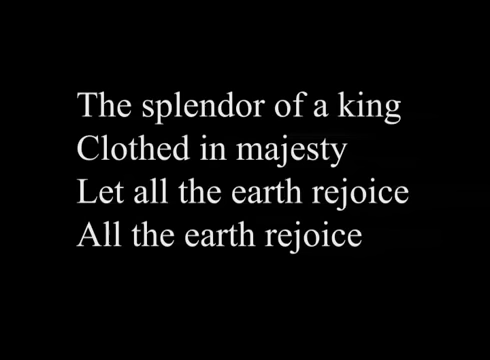 The splendor of a king
Clothed in majesty
Let all the earth rejoice
All the earth rejoice